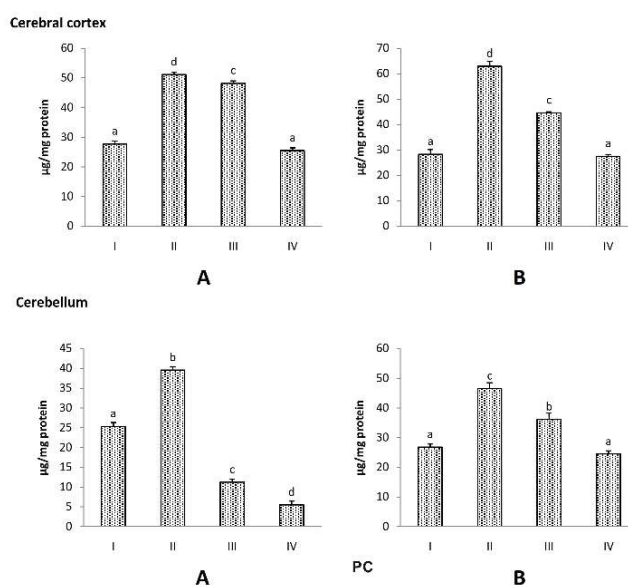 Cerebral cortex
µg/mg protein
60
50
40
30
20
10
0
a
d
c
a
I II III IV
A
µg/mg protein
70
60
50
40
30
20
10
0
a
d
c
a
I II III IV
B
Cerebellum
µg/mg protein
45
40
35
30
25
20
15
10
5
0
a
b
c
d
I II III IV
A
µg/mg protein
60
50
40
30
20
10
0
a
c
b
a
I II III IV
PC
B